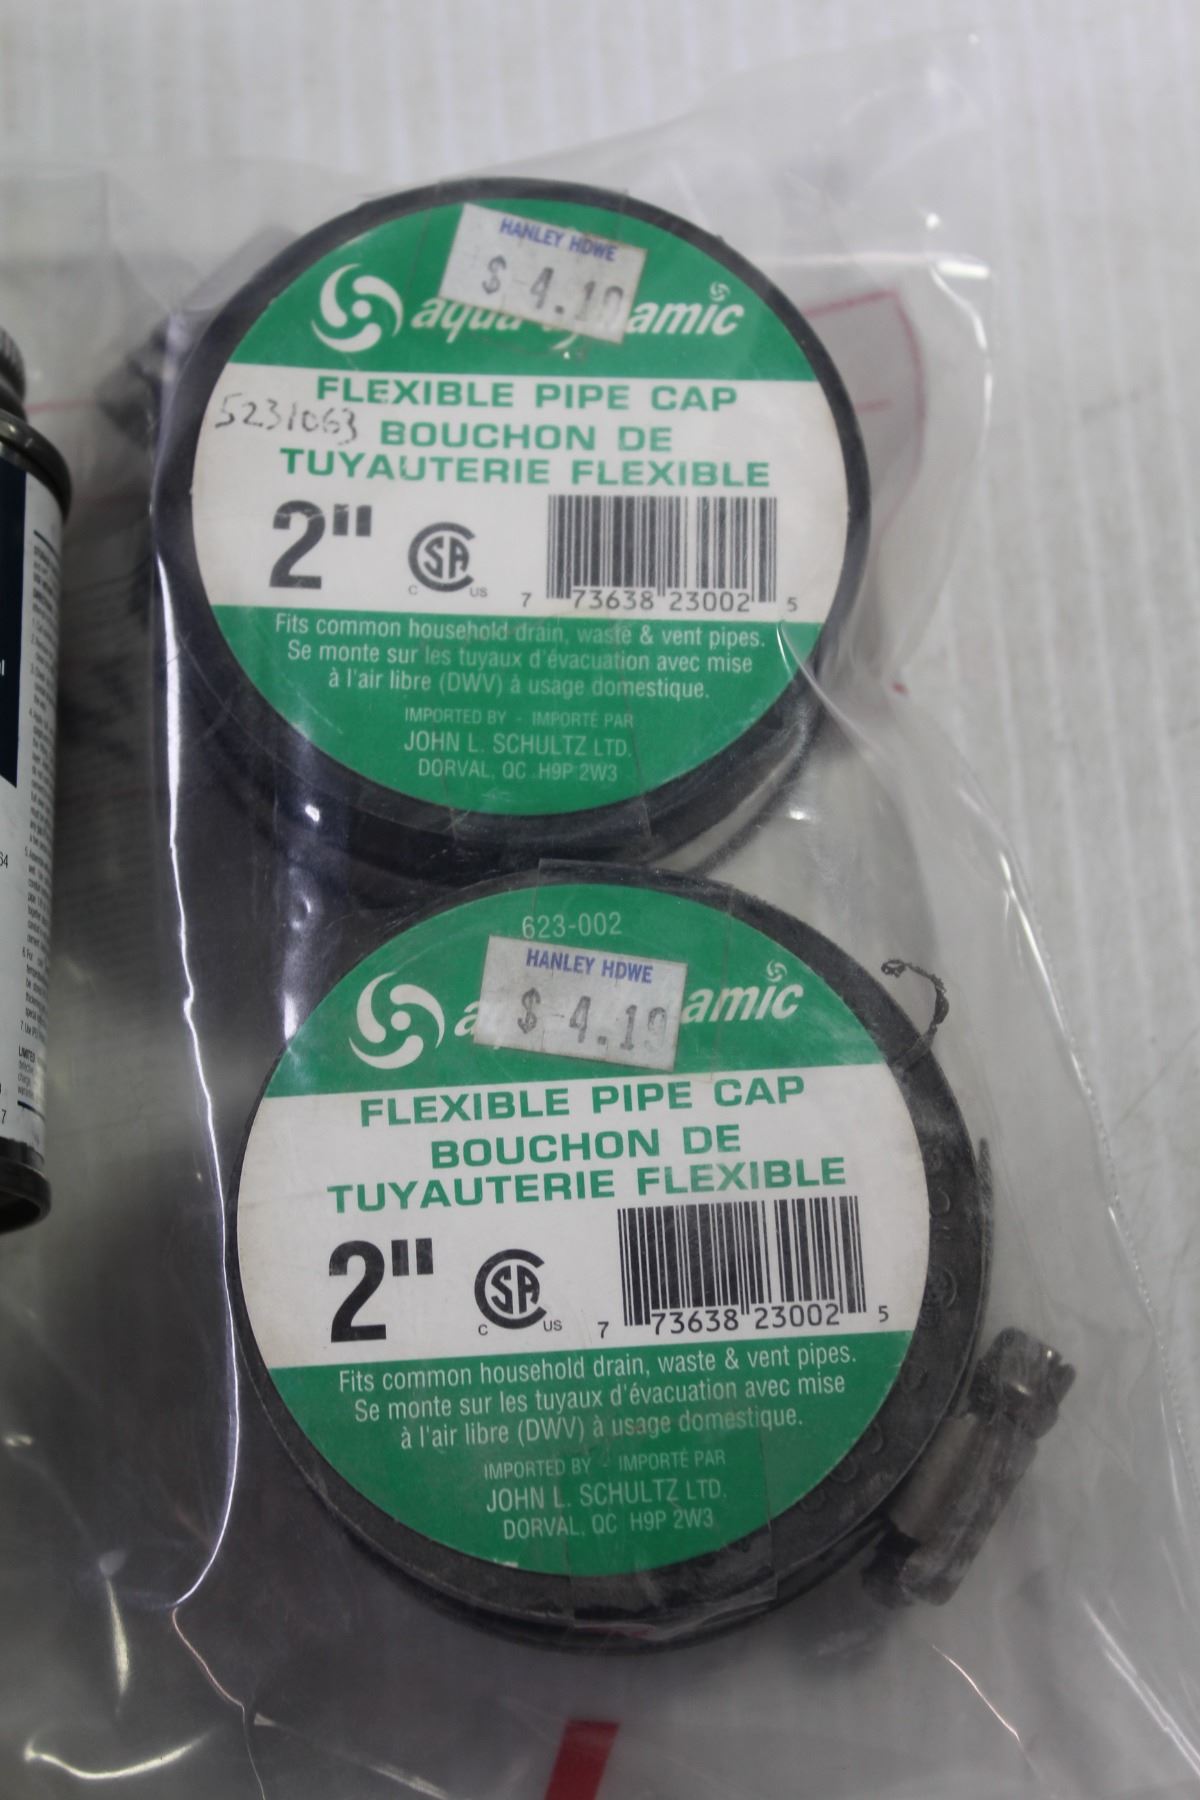 HANLEY HDWE
$ 4.19
FLEXIBLE PIPE CAP
5231063
BOUCHON DE
TUYAUTERIE FLEXIBLE
2"
CSA
C US
7 73638 23002 5
Fits common household drain, waste & vent pipes.
Se monte sur les tuyaux d'évacuation avec mise
à l'air libre (DWV) à usage domestique.
IMPORTED BY - IMPORTÉ PAR
JOHN L. SCHULTZ LTD.
DORVAL, QC H9P 2W3
623-002
HANLEY HDWE
$ 4.19
FLEXIBLE PIPE CAP
BOUCHON DE
TUYAUTERIE FLEXIBLE
2"
CSA
C US
7 73638 23002 5
Fits common household drain, waste & vent pipes.
Se monte sur les tuyaux d'évacuation avec mise
à l'air libre (DWV) à usage domestique.
IMPORTED BY - IMPORTÉ PAR
JOHN L. SCHULTZ LTD.
DORVAL, QC H9P 2W3